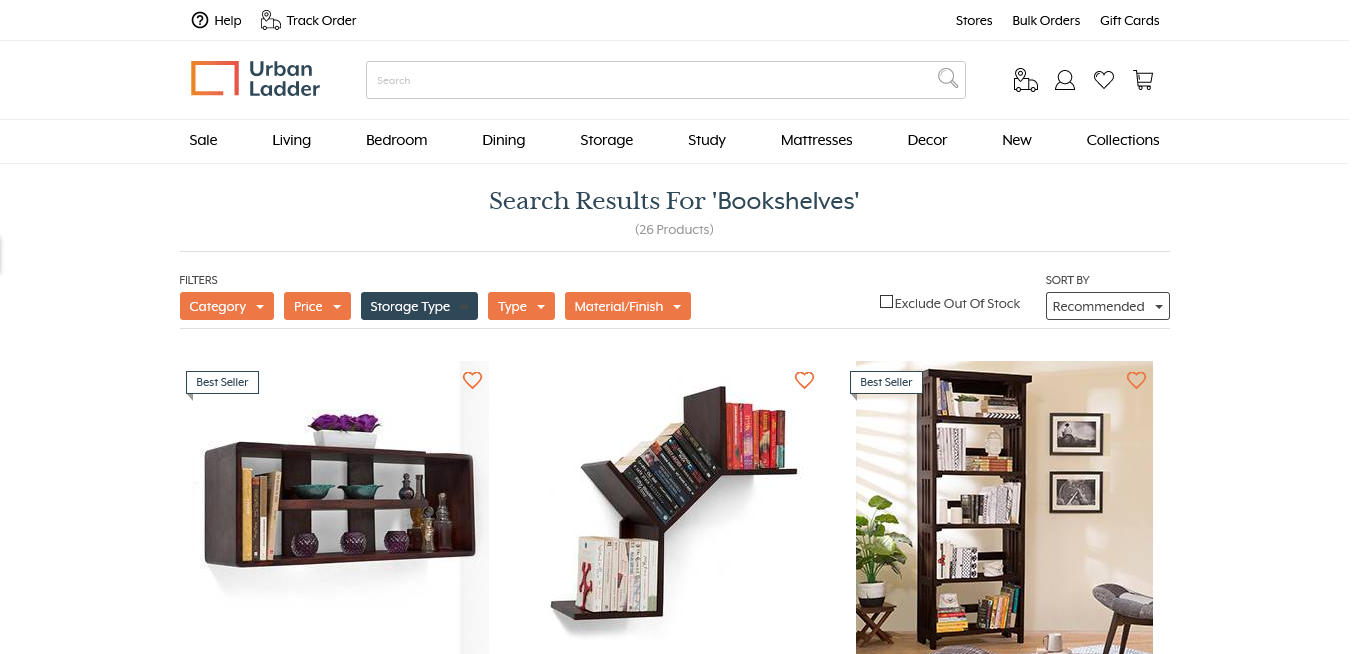 Help Track Order Stores Bulk Orders Gift Cards
Urban
Ladder
Search
Sale Living Bedroom Dining Storage Study Mattresses Decor New Collections
Search Results For 'Bookshelves'
(26 Products)
FILTERS SORT BY
Category Price Storage Type Type Material/Finish Exclude Out Of Stock Recommended
Best Seller Best Seller